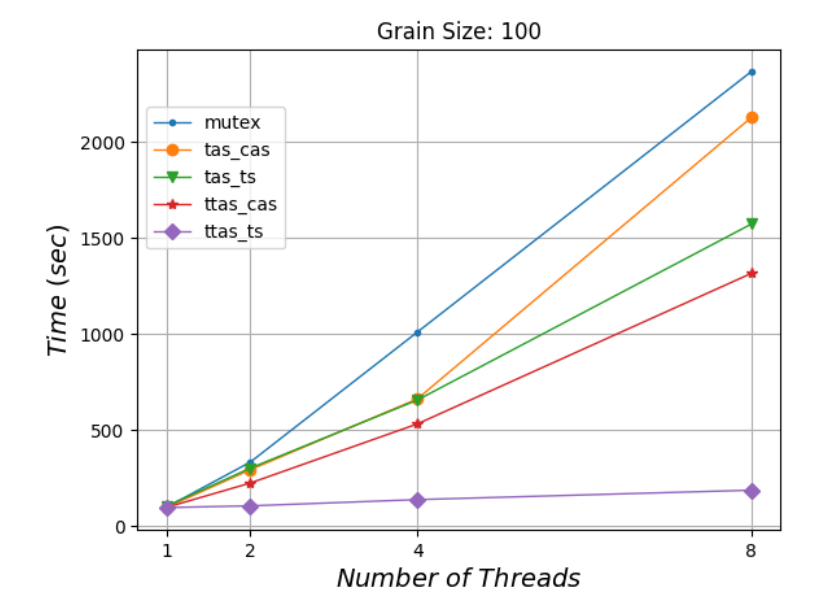 Grain Size: 100
mutex
tas_cas
tas_ts
ttas_cas
ttas_ts
2000
1500
1000
500
0
Time (sec)
1 2 4 8
Number of Threads